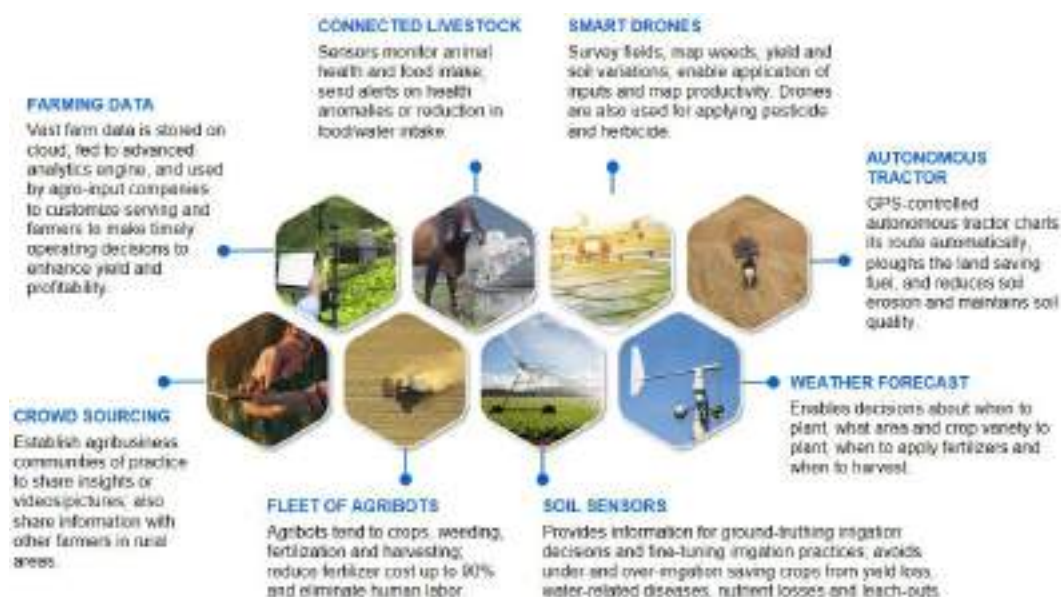 CONNECTED LIVESTOCK
Sensors monitor animal
health and food intake;
send alerts on health
anomalies or reduction in
food/water intake.
SMART DRONES
Survey fields, map weeds, yield and
soil variations; enable application of
inputs and map productivity. Drones
are also used for applying pesticide
and herbicide.
FARMING DATA
Vast farm data is stored on
cloud, fed to advanced
analytics engine, and used
by agro-input companies
to customize serving and
farmers to make timely
operating decisions to
enhance yield and
profitability.
AUTONOMOUS
TRACTOR
GPS-controlled
autonomous tractor charts
its route automatically,
ploughs the land saving
fuel, and reduces soil
erosion and maintains soil
quality.
CROWD SOURCING
Establish agribusiness
communities of practice
to share insights or
videos/pictures; also
share information with
other farmers in rural
areas.
WEATHER FORECAST
Enables decisions about when to
plant, what area and crop variety to
plant, when to apply fertilizers and
when to harvest.
FLEET OF AGRIBOTS
Agribots tend to crops, weeding,
fertilization and harvesting;
reduce fertilizer cost up to 90%
and eliminate human labor
SOIL SENSORS
Provides information for ground-truthing irrigation
decisions and fine-tuning irrigation practices, avoids
under and over-irrigation saving crops from yield loss,
water-related diseases, nutrient losses and leach-outs